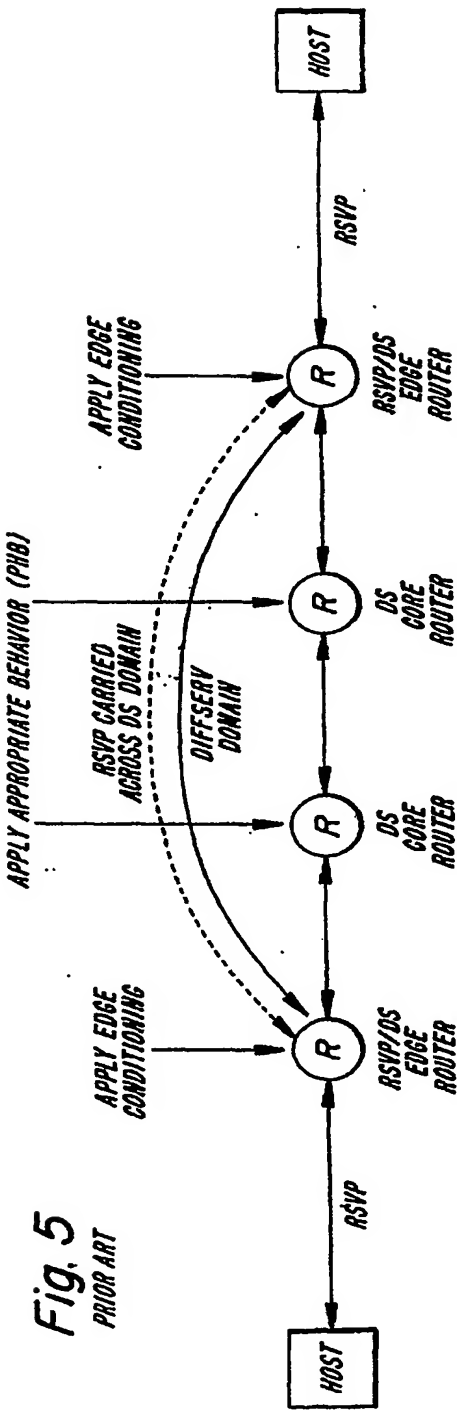 Fig. 5
PRIOR ART
APPLY APPROPRIATE BEHAVIOR (PHB)
APPLY EDGE
CONDITIONING
APPLY EDGE
CONDITIONING
RSVP CARRIED
ACROSS DS DOMAIN
DIFFSERV
DOMAIN
HOST
RSVP
R
RSVP/DS
EDGE
ROUTER
R
DS
CORE
ROUTER
R
DS
CORE
ROUTER
R
RSVP/DS
EDGE
ROUTER
RSVP
HOST